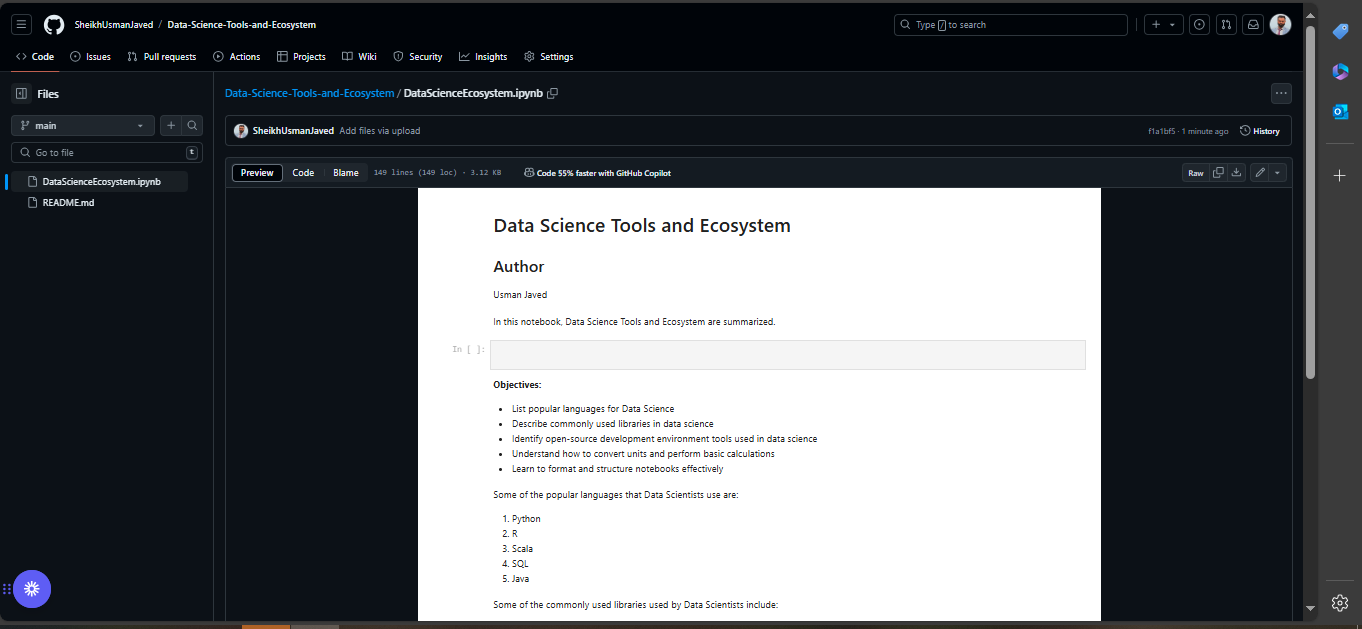 SheikhUsmanJaved / Data-Science-Tools-and-Ecosystem
Type / to search
Code
Issues
Pull requests
Actions
Projects
Wiki
Security
Insights
Settings
Files
main
Go to file
t
DataScienceEcosystem.ipynb
README.md
Data-Science-Tools-and-Ecosystem / DataScienceEcosystem.ipynb
SheikhUsmanJaved Add files via upload
f1a1bf5 · 1 minute ago
History
Preview
Code
Blame
149 lines (149 loc) · 3.12 KB
Code 55% faster with GitHub Copilot
Raw
Data Science Tools and Ecosystem
Author
Usman Javed
In this notebook, Data Science Tools and Ecosystem are summarized.
In [ ]:
Objectives:
• List popular languages for Data Science
• Describe commonly used libraries in data science
• Identify open-source development environment tools used in data science
• Understand how to convert units and perform basic calculations
• Learn to format and structure notebooks effectively
Some of the popular languages that Data Scientists use are:
1. Python
2. R
3. Scala
4. SQL
5. Java
Some of the commonly used libraries used by Data Scientists include: